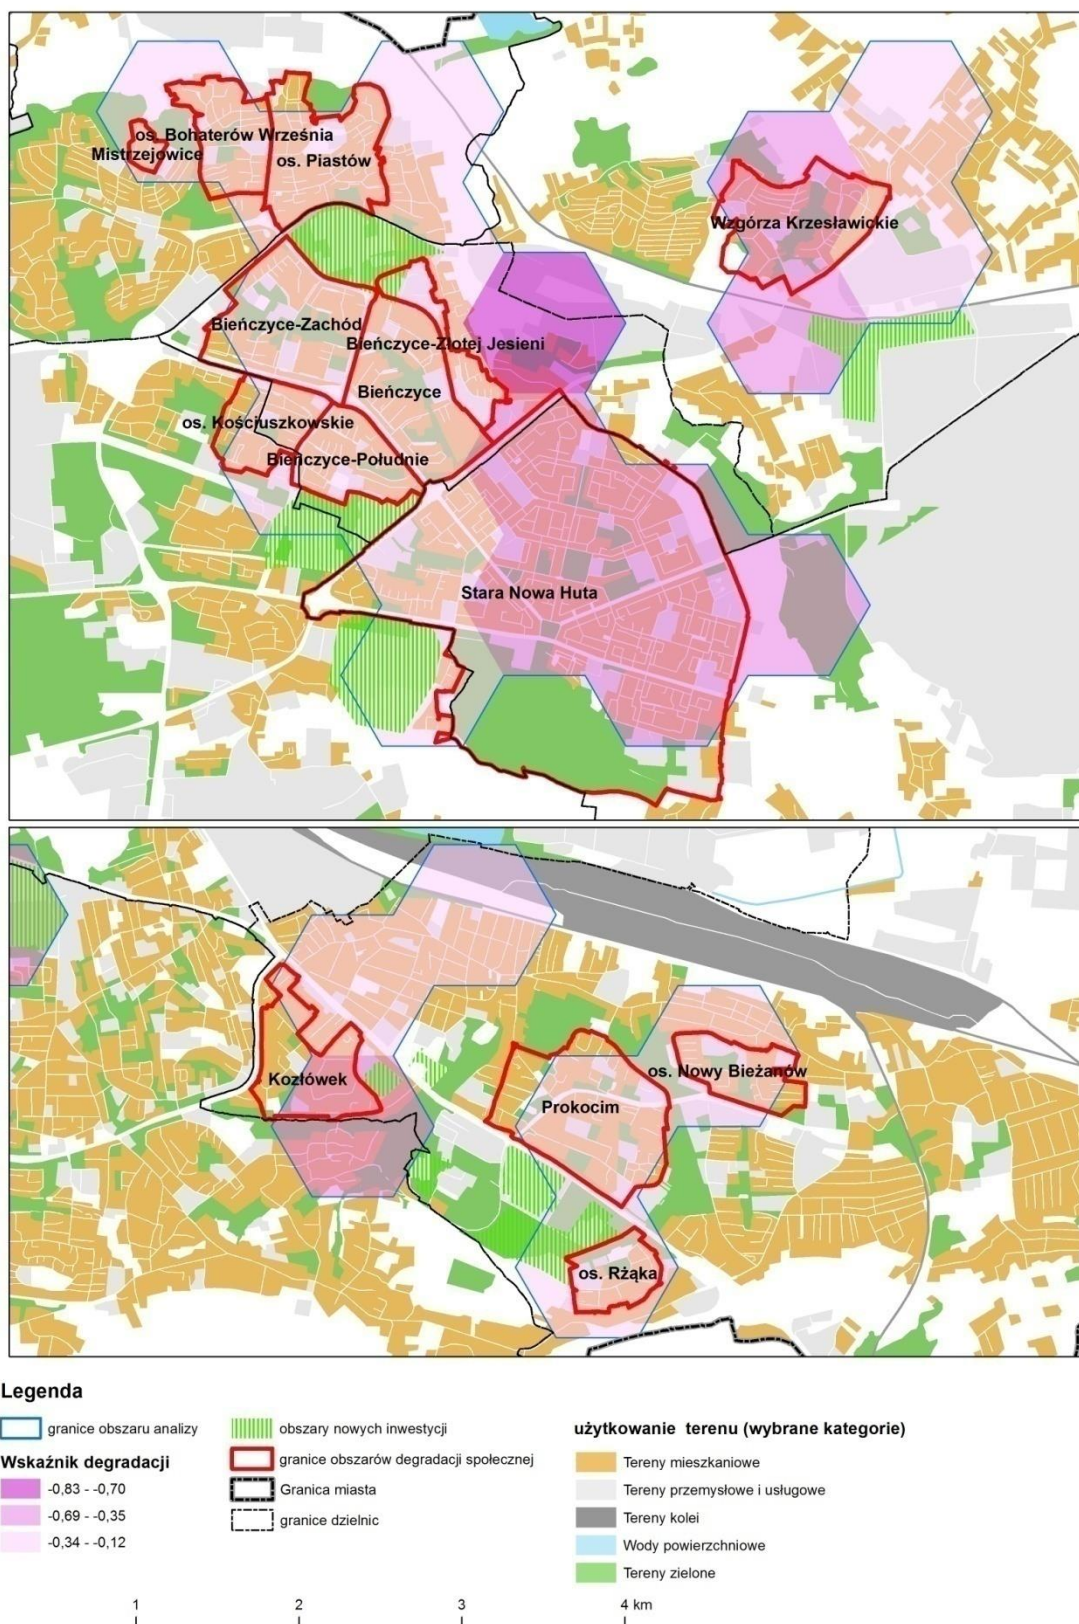 os. Bohaterów Września
Mistrzejowice
os. Piastów
Wzgórza Krzesławickie
Bieńczyce-Zachód
Bieńczyce-Złotej Jesieni
Bieńczyce
os. Kościuszkowskie
Bieńczyce-Południe
Stara Nowa Huta
Kozłówek
os. Nowy Bieżanów
Prokocim
os. Rżąka
Legenda
granice obszaru analizy
Wskaźnik degradacji
-0,83 - -0,70
-0,69 - -0,35
-0,34 - -0,12
obszary nowych inwestycji
granice obszarów degradacji społecznej
Granica miasta
granice dzielnic
użytkowanie terenu (wybrane kategorie)
Tereny mieszkaniowe
Tereny przemysłowe i usługowe
Tereny kolei
Wody powierzchniowe
Tereny zielone
1 2 3 4 km